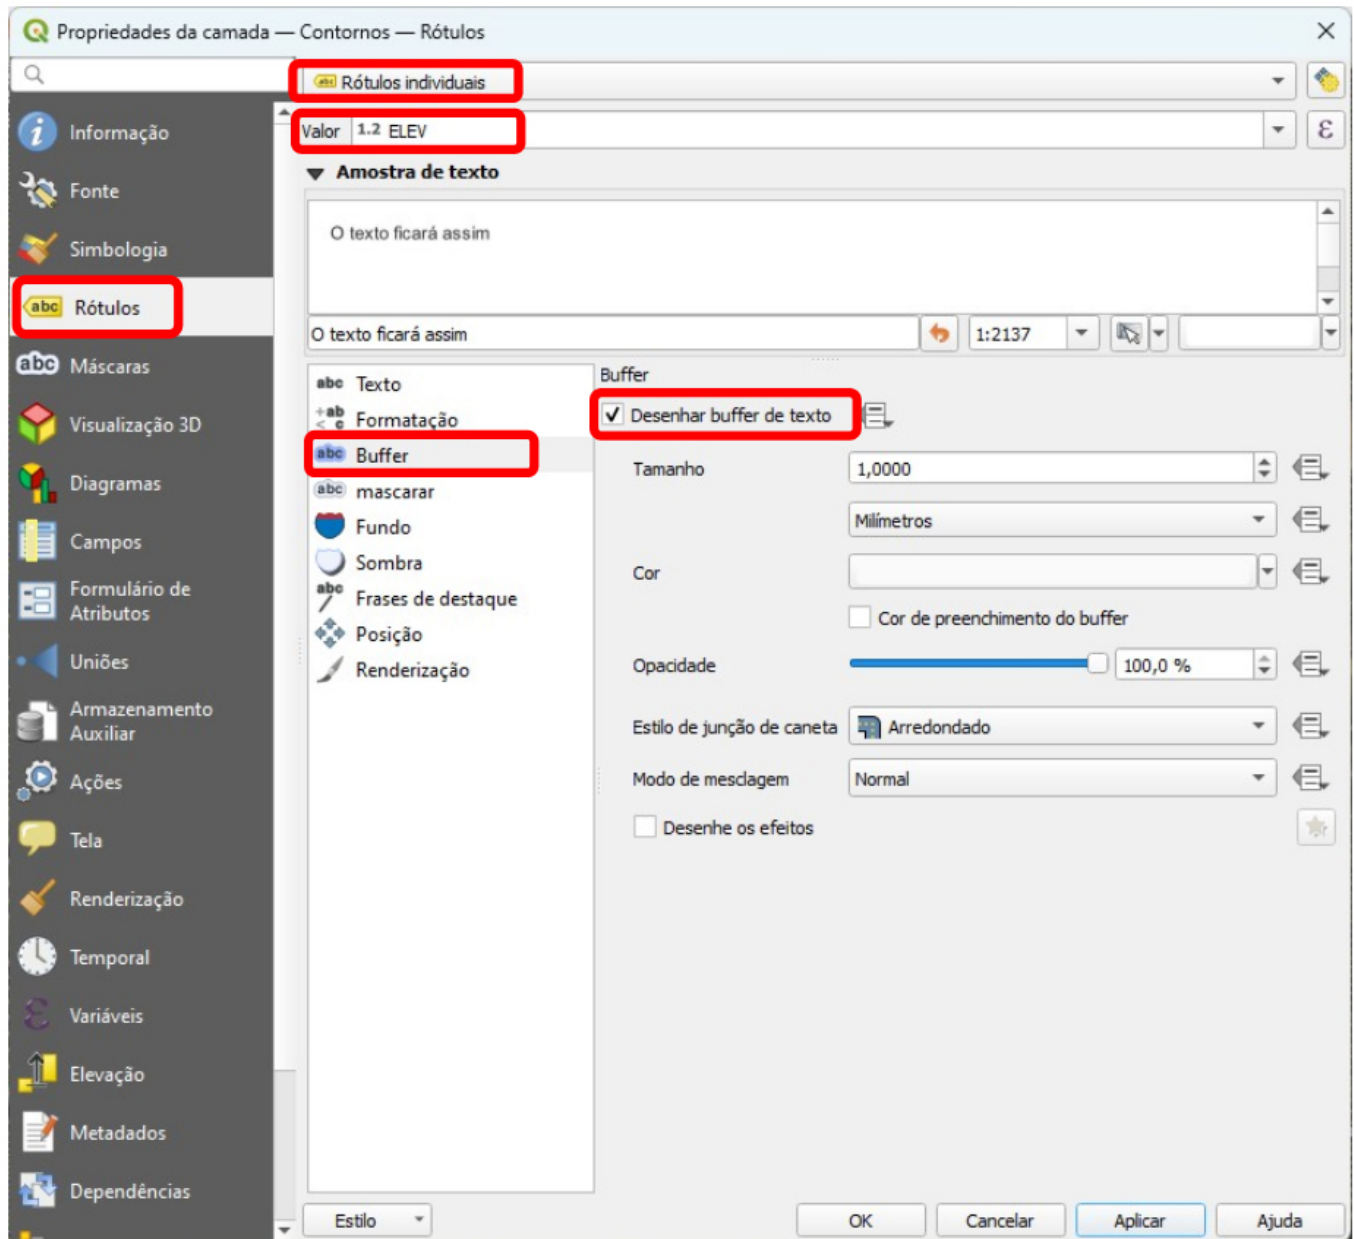 Propriedades da camada — Contornos — Rótulos
abc Rótulos individuais
Valor 1.2 ELEV ε
Informação
Fonte
Simbologia
abc Rótulos
abc Máscaras
Visualização 3D
Diagramas
Campos
Formulário de
Atributos
Uniões
Armazenamento
Auxiliar
Ações
Tela
Renderização
Temporal
Variáveis
Elevação
Metadados
Dependências
Amostra de texto
O texto ficará assim
O texto ficará assim 1:2137
abc Texto
+ab < c Formatação
abc Buffer
abc mascarar
Fundo
Sombra
abc Frases de destaque
Posição
Renderização
Buffer
Desenhar buffer de texto
Tamanho 1,0000
Milímetros
Cor
Cor de preenchimento do buffer
Opacidade 100,0 %
Estilo de junção de caneta Arredondado
Modo de mesclagem Normal
Desenhe os efeitos
Estilo OK Cancelar Aplicar Ajuda